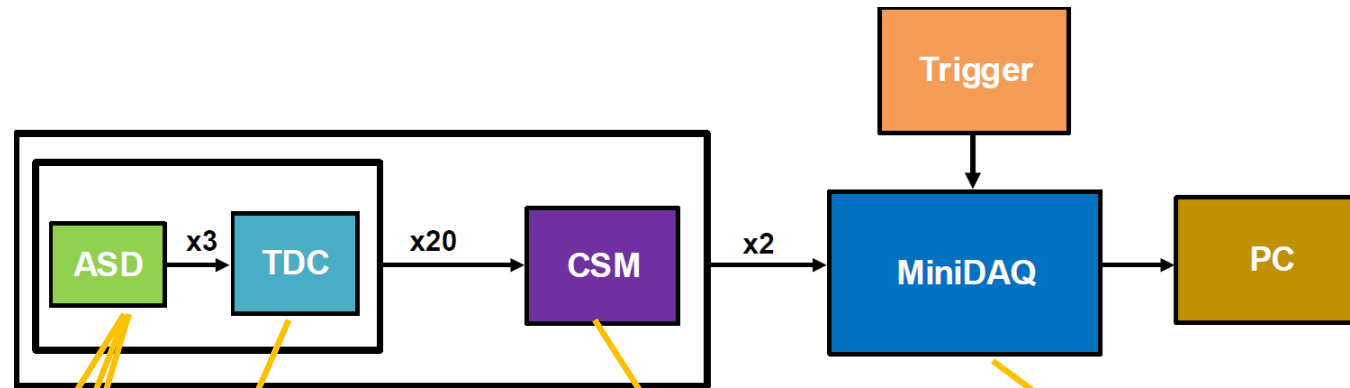 Trigger
ASD
x3
TDC
x20
CSM
x2
MiniDAQ
PC